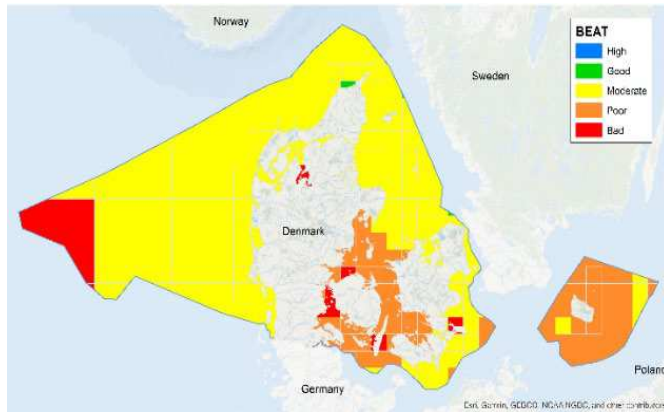 Norway
BEAT
High
Good
Sweden
Moderate
Poor
Bad
Denmark
Germany
Poland
Esri, Garmin, GEBCO, NOAA NGDC, and other contributors